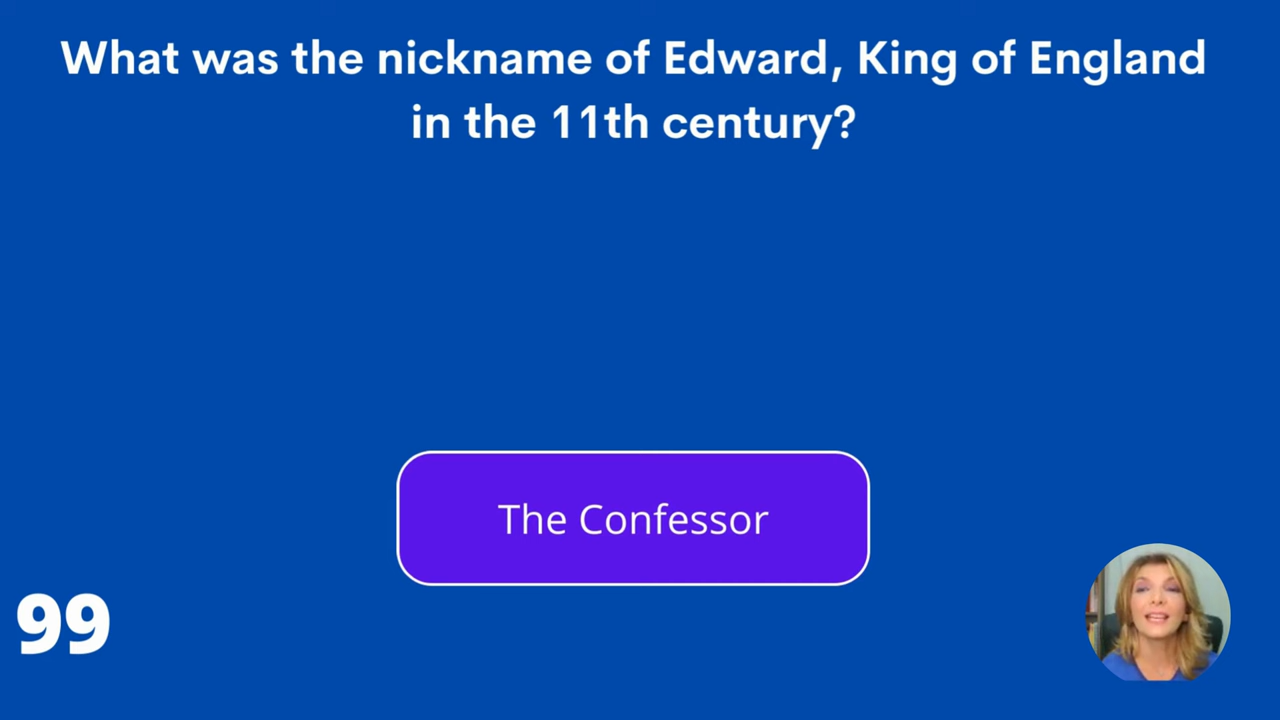 What was the nickname of Edward, King of England
in the 11th century?
The Confessor
99